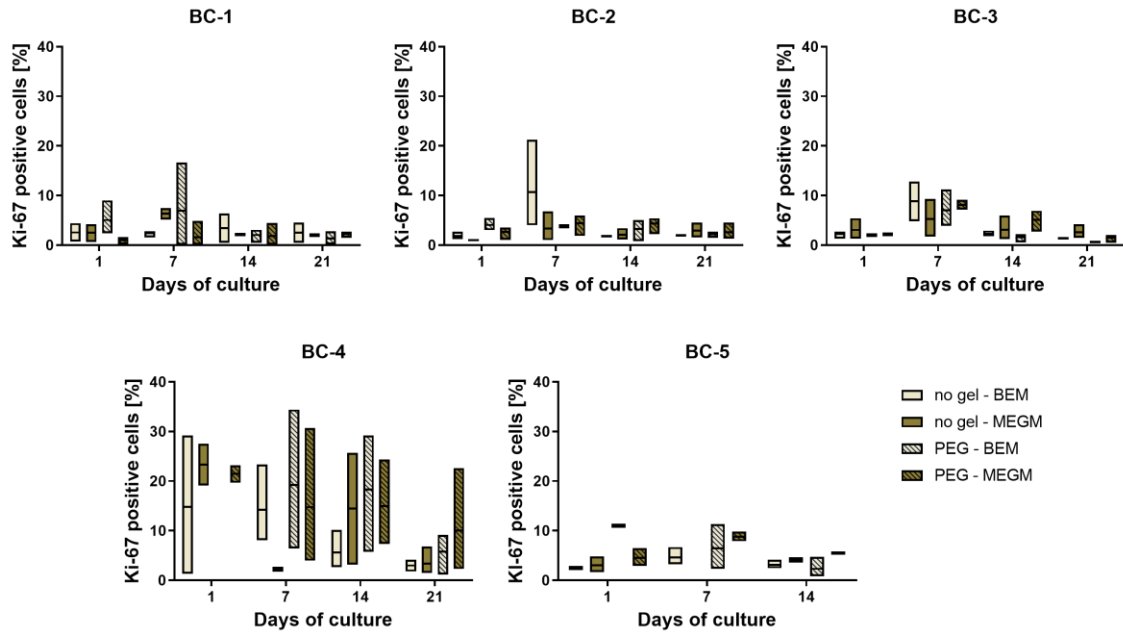 BC-1
Ki-67 positive cells [%]
40
30
20
10
0
1 7 14 21
Days of culture
BC-2
Ki-67 positive cells [%]
40
30
20
10
0
1 7 14 21
Days of culture
BC-3
KI-67 positive cells [%]
40
30
20
10
0
1 7 14 21
Days of culture
BC-4
Ki-67 positive cells [%]
40
30
20
10
0
1 7 14 21
Days of culture
BC-5
KI-67 positive cells [%]
40
30
20
10
0
1 7 14
Days of culture
no gel - BEM
no gel - MEGM
PEG - BEM
PEG - MEGM